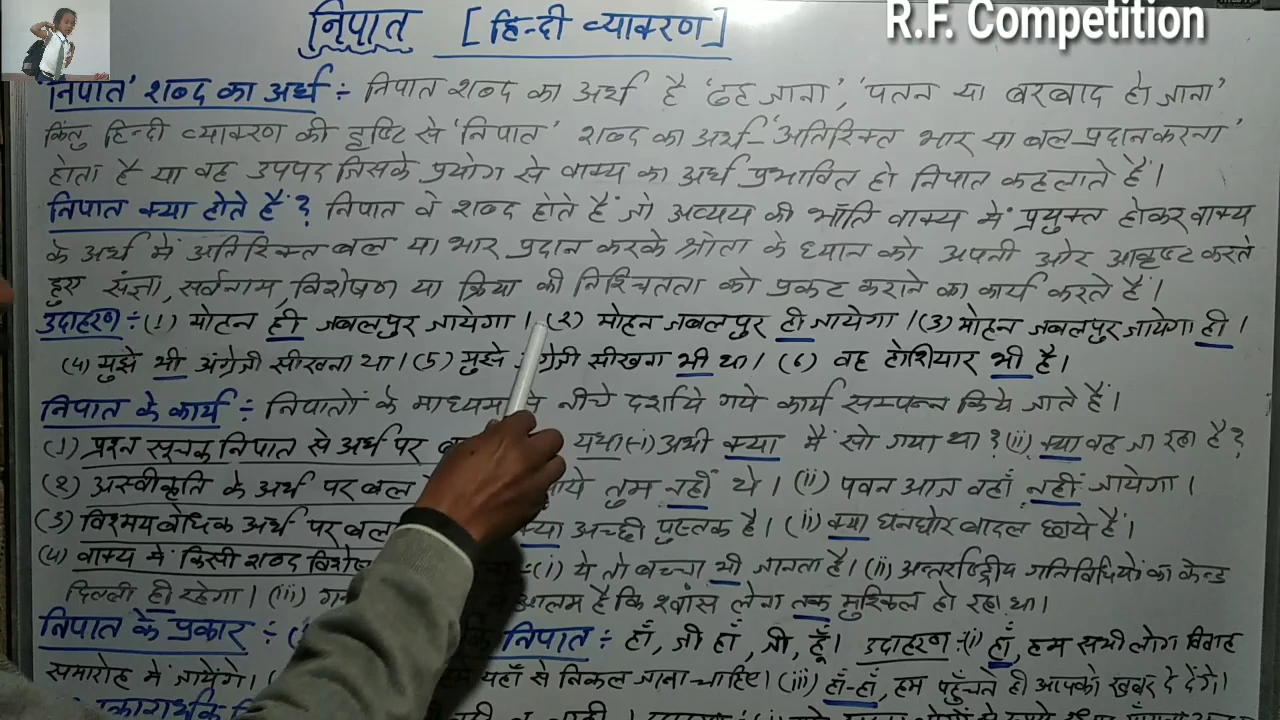 निपात [हिन्दी व्याकरण]
R.F. Competition
'निपात' शब्द का अर्थ ÷ निपात शब्द का अर्थ है 'ढह जाना', 'पतन या बरबाद हो जाना'
किंतु हिन्दी व्याकरण की दृष्टि से 'निपात' शब्द का अर्थ - 'अतिरिक्त भार या बल प्रदान करना'
होता है या वह उपपद जिसके प्रयोग से वाक्य का अर्थ प्रभावित हो निपात कहलाते हैं।
निपात क्या होते हैं? निपात वे शब्द होते हैं जो अव्यय की भाँति वाक्य में प्रयुक्त होकर वाक्य
के अर्थ में अतिरिक्त बल या भार प्रदान करके श्रोता के ध्यान को अपनी ओर आकृष्ट करते
हुए संज्ञा, सर्वनाम, विशेषण या क्रिया की निश्चितता को प्रकट कराने का कार्य करते हैं।
उदाहरण ÷ (1) मोहन ही जबलपुर जायेगा। (2) मोहन जबलपुर ही जायेगा। (3) मोहन जबलपुर जायेगा ही।
(4) मुझे भी अंग्रेजी सीखना था। (5) मुझे सीखना भी था। (6) वह होशियार भी है।
निपात के कार्य ÷ निपातों के माध्यम से नीचे दर्शाये गये कार्य सम्पन्न किये जाते हैं।
(1) प्रश्न सूचक निपात से अर्थ पर यथा (i) अभी क्या मैं सो गया था? (ii) क्या वह जा रहा है?
(2) अस्वीकृति के अर्थ पर बल तुम नहीं थे। (ii) पवन आज वहाँ नहीं जायेगा।
(3) विस्मयबोधक अर्थ पर बल क्या अच्छी पुस्तक है। (ii) क्या घनघोर बादल छाये हैं।
(4) वाक्य में किसी शब्द (i) ये तो बच्चा भी जानता है। (ii) अन्तर्राष्ट्रीय गतिविधियों का केन्द्र
दिल्ली ही रहेगा। (iii) आलम है कि श्वांस लेना तक मुश्किल हो रहा था।
निपात के प्रकार ÷ निपात : हाँ, जी हाँ, जी, हूँ। उदाहरण :- (i) हाँ, हम सभी लोग विवाह
समारोह में जायेंगे। यहाँ से निकल जाना चाहिए। (iii) हाँ-हाँ, हम पहुँचते ही आपको खबर दे देंगे।